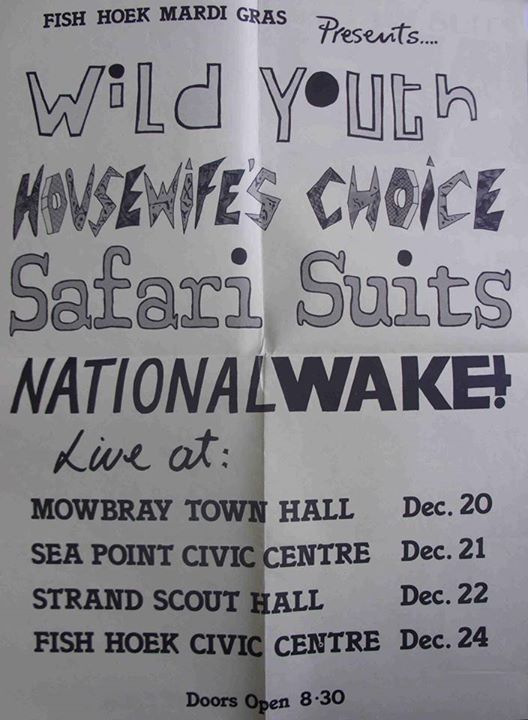 FISH HOEK MARDI GRAS Presents....
Wild Youth
HOUSEWIFE'S CHOICE
Safari Suits
NATIONAL WAKE!
Live at:
MOWBRAY TOWN HALL Dec. 20
SEA POINT CIVIC CENTRE Dec. 21
STRAND SCOUT HALL Dec. 22
FISH HOEK CIVIC CENTRE Dec. 24
Doors Open 8·30